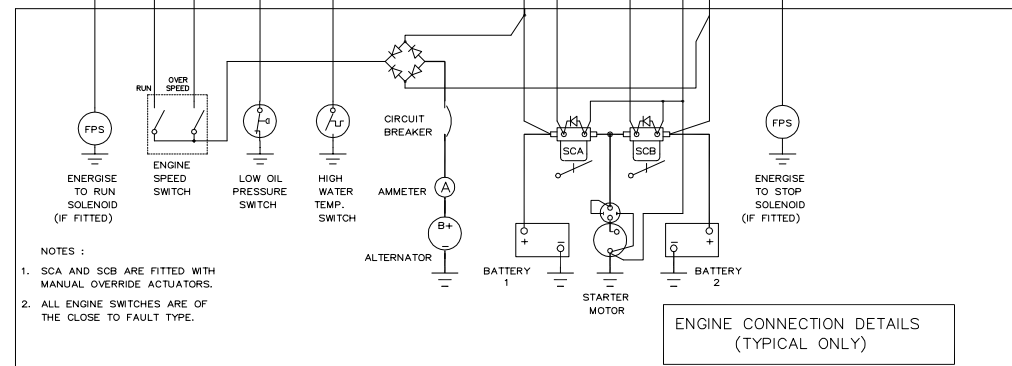 RUN
OVER
SPEED
FPS
ENGINE
SPEED
SWITCH
ENERGISE
TO RUN
SOLENOID
(IF FITTED)
LOW OIL
PRESSURE
SWITCH
HIGH
WATER
TEMP.
SWITCH
CIRCUIT
BREAKER
AMMETER
A
B+
−
ALTERNATOR
SCA
SCB
+
−
BATTERY
1
STARTER
MOTOR
+
−
BATTERY
2
FPS
ENERGISE
TO STOP
SOLENOID
(IF FITTED)
NOTES :
1. SCA AND SCB ARE FITTED WITH
MANUAL OVERRIDE ACTUATORS.
2. ALL ENGINE SWITCHES ARE OF
THE CLOSE TO FAULT TYPE.
ENGINE CONNECTION DETAILS
(TYPICAL ONLY)